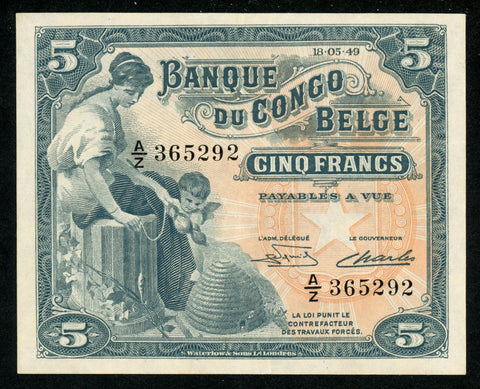 5
5
18-05-49
BANQUE
DU CONGO
BELGE
A/Z 365292
CINQ FRANCS
PAYABLES A VUE
L'ADM. DÉLÉGUÉ
LE GOUVERNEUR
Charles
A/Z 365292
LA LOI PUNIT LE
CONTREFACTEUR
DES TRAVAUX FORCÉS.
5
5
Waterlow & Sons Ld Londres